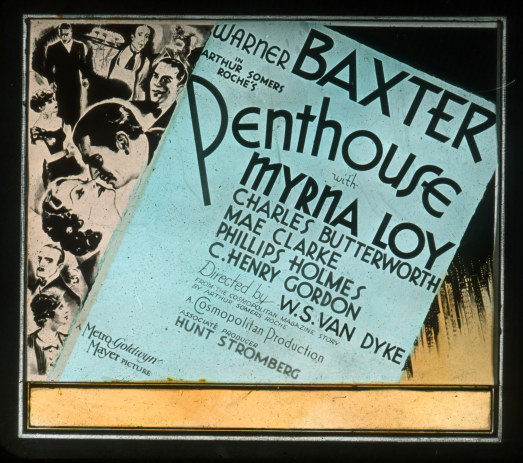 WARNER BAXTER
IN
ARTHUR SOMERS
ROCHE'S
Penthouse
with
MYRNA LOY
CHARLES BUTTERWORTH
MAE CLARKE
PHILLIPS HOLMES
C. HENRY GORDON
Directed by W.S. VAN DYKE
FROM THE COSMOPOLITAN MAGAZINE STORY
BY ARTHUR SOMERS ROCHE
A Cosmopolitan Production
ASSOCIATE PRODUCER
HUNT STROMBERG
A Metro-Goldwyn
Mayer PICTURE